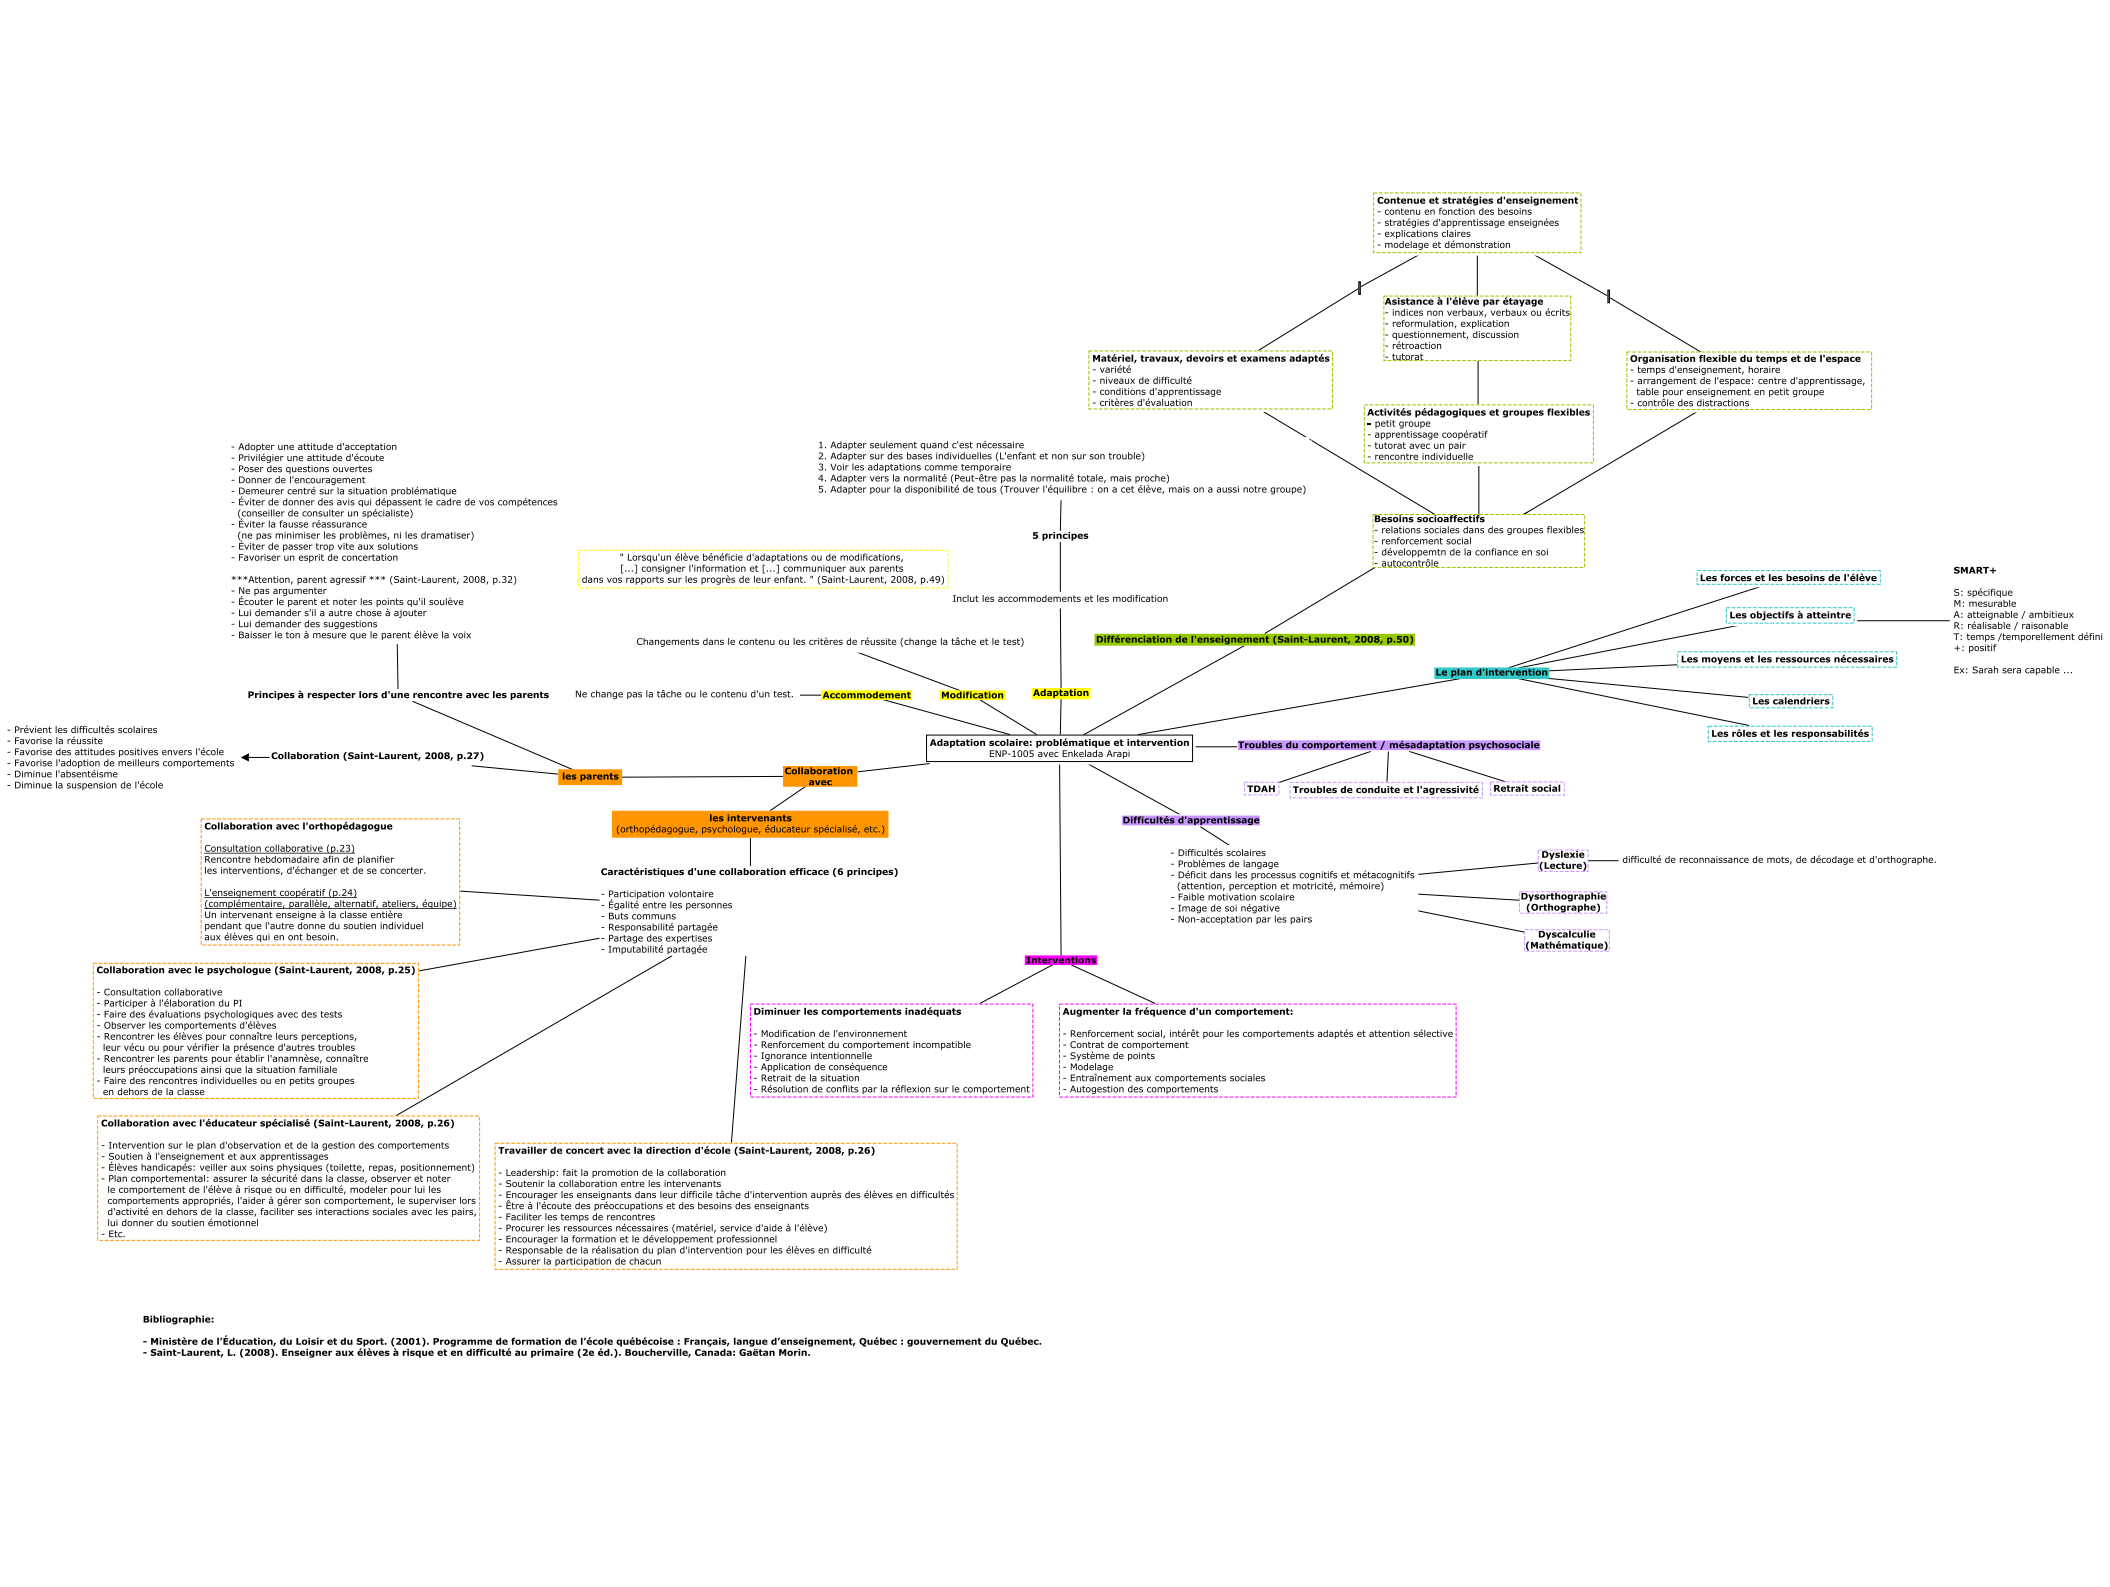 Contenue et stratégies d'enseignement
- contenu en fonction des besoins
- stratégies d'apprentissage enseignées
- explications claires
- modelage et démonstration
Asistance à l'élève par étayage
- indices non verbaux, verbaux ou écrits
- reformulation, explication
- questionnement, discussion
- rétroaction
- tutorat
Matériel, travaux, devoirs et examens adaptés
- variété
- niveaux de difficulté
- conditions d'apprentissage
- critères d'évaluation
Organisation flexible du temps et de l'espace
- temps d'enseignement, horaire
- arrangement de l'espace: centre d'apprentissage,
table pour enseignement en petit groupe
- contrôle des distractions
Activités pédagogiques et groupes flexibles
- petit groupe
- apprentissage coopératif
- tutorat avec un pair
- rencontre individuelle
Besoins socioaffectifs
- relations sociales dans des groupes flexibles
- renforcement social
- développemtn de la confiance en soi
- autocontrôle
Différenciation de l'enseignement (Saint-Laurent, 2008, p.50)
- Adopter une attitude d'acceptation
- Privilégier une attitude d'écoute
- Poser des questions ouvertes
- Donner de l'encouragement
- Demeurer centré sur la situation problématique
- Éviter de donner des avis qui dépassent le cadre de vos compétences
(conseiller de consulter un spécialiste)
- Éviter la fausse réassurance
(ne pas minimiser les problèmes, ni les dramatiser)
- Éviter de passer trop vite aux solutions
- Favoriser un esprit de concertation
***Attention, parent agressif *** (Saint-Laurent, 2008, p.32)
- Ne pas argumenter
- Écouter le parent et noter les points qu'il soulève
- Lui demander s'il a autre chose à ajouter
- Lui demander des suggestions
- Baisser le ton à mesure que le parent élève la voix
Principes à respecter lors d'une rencontre avec les parents
1. Adapter seulement quand c'est nécessaire
2. Adapter sur des bases individuelles (L'enfant et non sur son trouble)
3. Voir les adaptations comme temporaire
4. Adapter vers la normalité (Peut-être pas la normalité totale, mais proche)
5. Adapter pour la disponibilité de tous (Trouver l'équilibre : on a cet élève, mais on a aussi notre groupe)
5 principes
" Lorsqu'un élève bénéficie d'adaptations ou de modifications,
[...] consigner l'information et [...] communiquer aux parents
dans vos rapports sur les progrès de leur enfant. " (Saint-Laurent, 2008, p.49)
Inclut les accommodements et les modification
Changements dans le contenu ou les critères de réussite (change la tâche et le test)
Ne change pas la tâche ou le contenu d'un test.
Accommodement
Modification
Adaptation
Les forces et les besoins de l'élève
Les objectifs à atteindre
Les moyens et les ressources nécessaires
Le plan d'intervention
Les calendriers
Les rôles et les responsabilités
SMART+
S: spécifique
M: mesurable
A: atteignable / ambitieux
R: réalisable / raisonable
T: temps /temporellement défini
+: positif
Ex: Sarah sera capable ...
- Prévient les difficultés scolaires
- Favorise la réussite
- Favorise des attitudes positives envers l'école
- Favorise l'adoption de meilleurs comportements
- Diminue l'absentéisme
- Diminue la suspension de l'école
Collaboration (Saint-Laurent, 2008, p.27)
les parents
Collaboration
avec
Adaptation scolaire: problématique et intervention
ENP-1005 avec Enkelada Arapi
Troubles du comportement / mésadaptation psychosociale
TDAH
Troubles de conduite et l'agressivité
Retrait social
les intervenants
(orthopédagogue, psychologue, éducateur spécialisé, etc.)
Difficultés d'apprentissage
- Difficultés scolaires
- Problèmes de langage
- Déficit dans les processus cognitifs et métacognitifs
(attention, perception et motricité, mémoire)
- Faible motivation scolaire
- Image de soi négative
- Non-acceptation par les pairs
Dyslexie
(Lecture)
difficulté de reconnaissance de mots, de décodage et d'orthographe.
Dysorthographie
(Orthographe)
Dyscalculie
(Mathématique)
Collaboration avec l'orthopédagogue
Consultation collaborative (p.23)
Rencontre hebdomadaire afin de planifier
les interventions, d'échanger et de se concerter.
L'enseignement coopératif (p.24)
(complémentaire, parallèle, alternatif, ateliers, équipe)
Un intervenant enseigne à la classe entière
pendant que l'autre donne du soutien individuel
aux élèves qui en ont besoin.
Caractéristiques d'une collaboration efficace (6 principes)
- Participation volontaire
- Égalité entre les personnes
- Buts communs
- Responsabilité partagée
- Partage des expertises
- Imputabilité partagée
Collaboration avec le psychologue (Saint-Laurent, 2008, p.25)
- Consultation collaborative
- Participer à l'élaboration du PI
- Faire des évaluations psychologiques avec des tests
- Observer les comportements d'élèves
- Rencontrer les élèves pour connaître leurs perceptions,
leur vécu ou pour vérifier la présence d'autres troubles
- Rencontrer les parents pour établir l'anamnèse, connaître
leurs préoccupations ainsi que la situation familiale
- Faire des rencontres individuelles ou en petits groupes
en dehors de la classe
Interventions
Diminuer les comportements inadéquats
- Modification de l'environnement
- Renforcement du comportement incompatible
- Ignorance intentionnelle
- Application de conséquence
- Retrait de la situation
- Résolution de conflits par la réflexion sur le comportement
Augmenter la fréquence d'un comportement:
- Renforcement social, intérêt pour les comportements adaptés et attention sélective
- Contrat de comportement
- Système de points
- Modelage
- Entraînement aux comportements sociales
- Autogestion des comportements
Collaboration avec l'éducateur spécialisé (Saint-Laurent, 2008, p.26)
- Intervention sur le plan d'observation et de la gestion des comportements
- Soutien à l'enseignement et aux apprentissages
- Élèves handicapés: veiller aux soins physiques (toilette, repas, positionnement)
- Plan comportemental: assurer la sécurité dans la classe, observer et noter
le comportement de l'élève à risque ou en difficulté, modeler pour lui les
comportements appropriés, l'aider à gérer son comportement, le superviser lors
d'activité en dehors de la classe, faciliter ses interactions sociales avec les pairs,
lui donner du soutien émotionnel
- Etc.
Travailler de concert avec la direction d'école (Saint-Laurent, 2008, p.26)
- Leadership: fait la promotion de la collaboration
- Soutenir la collaboration entre les intervenants
- Encourager les enseignants dans leur difficile tâche d'intervention auprès des élèves en difficultés
- Être à l'écoute des préoccupations et des besoins des enseignants
- Faciliter les temps de rencontres
- Procurer les ressources nécessaires (matériel, service d'aide à l'élève)
- Encourager la formation et le développement professionnel
- Responsable de la réalisation du plan d'intervention pour les élèves en difficulté
- Assurer la participation de chacun
Bibliographie:
- Ministère de l’Éducation, du Loisir et du Sport. (2001). Programme de formation de l’école québécoise : Français, langue d’enseignement, Québec : gouvernement du Québec.
- Saint-Laurent, L. (2008). Enseigner aux élèves à risque et en difficulté au primaire (2e éd.). Boucherville, Canada: Gaëtan Morin.